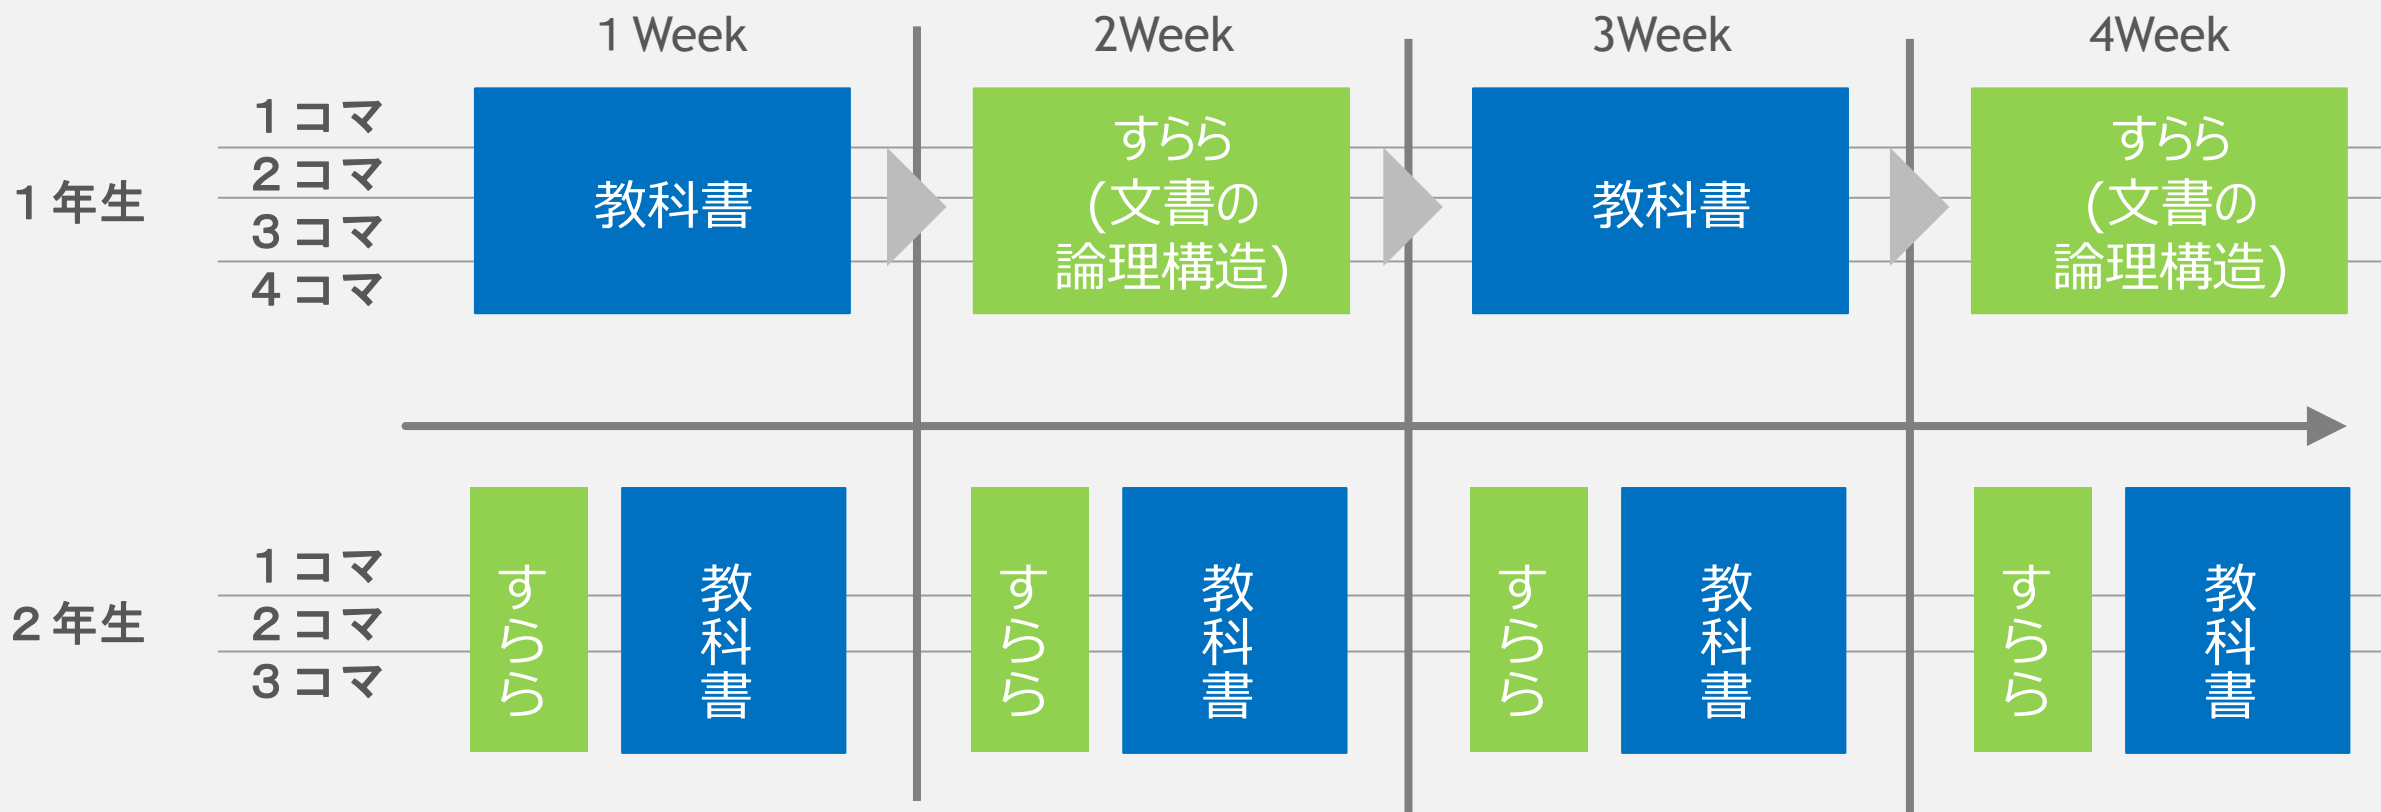 1 Week
2Week
3Week
4Week
1年生
1コマ
2コマ
3コマ
4コマ
教科書
すらら
(文書の
論理構造)
教科書
すらら
(文書の
論理構造)
2年生
1コマ
2コマ
3コマ
すらら
教科書
すらら
教科書
すらら
教科書
すらら
教科書